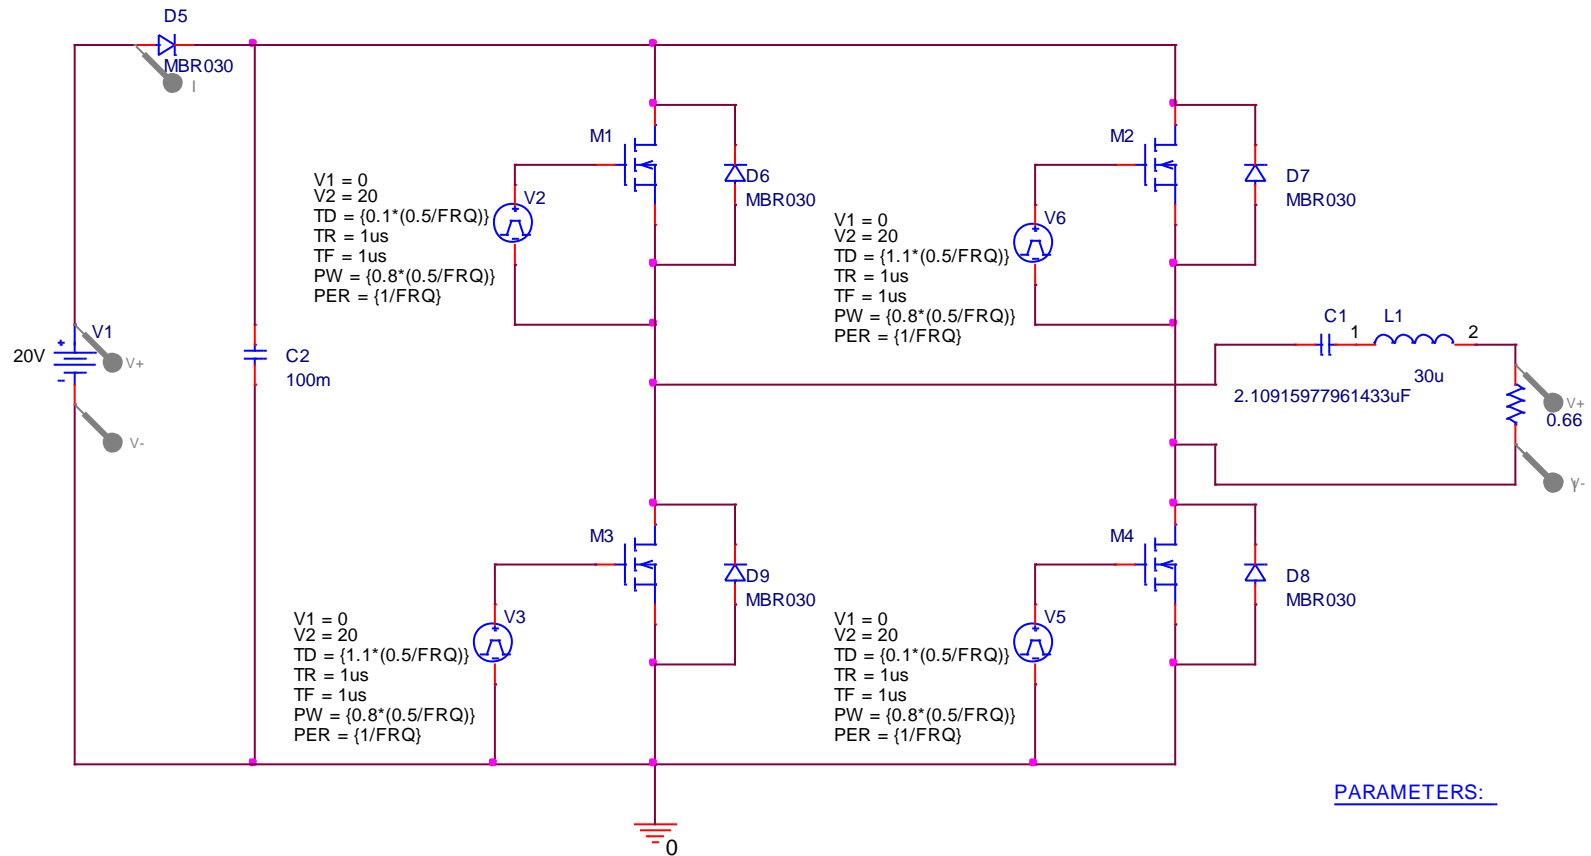 D5
MBR030
I
M1
D6
MBR030
V1 = 0
V2 = 20
TD = {0.1*(0.5/FRQ)}
TR = 1us
TF = 1us
PW = {0.8*(0.5/FRQ)}
PER = {1/FRQ}
V2
M2
D7
MBR030
V1 = 0
V2 = 20
TD = {1.1*(0.5/FRQ)}
TR = 1us
TF = 1us
PW = {0.8*(0.5/FRQ)}
PER = {1/FRQ}
V6
V1
20V
V+
V-
C2
100m
C1
1
L1
2
2.10915977961433uF
30u
V+
0.66
V-
M3
D9
MBR030
V1 = 0
V2 = 20
TD = {1.1*(0.5/FRQ)}
TR = 1us
TF = 1us
PW = {0.8*(0.5/FRQ)}
PER = {1/FRQ}
V3
M4
D8
MBR030
V1 = 0
V2 = 20
TD = {0.1*(0.5/FRQ)}
TR = 1us
TF = 1us
PW = {0.8*(0.5/FRQ)}
PER = {1/FRQ}
V5
PARAMETERS:
0